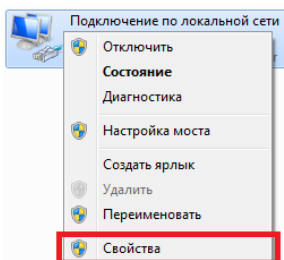 Подключение по локальной сети
Отключить
Состояние
Диагностика
Настройка моста
Создать ярлык
Удалить
Переименовать
Свойства